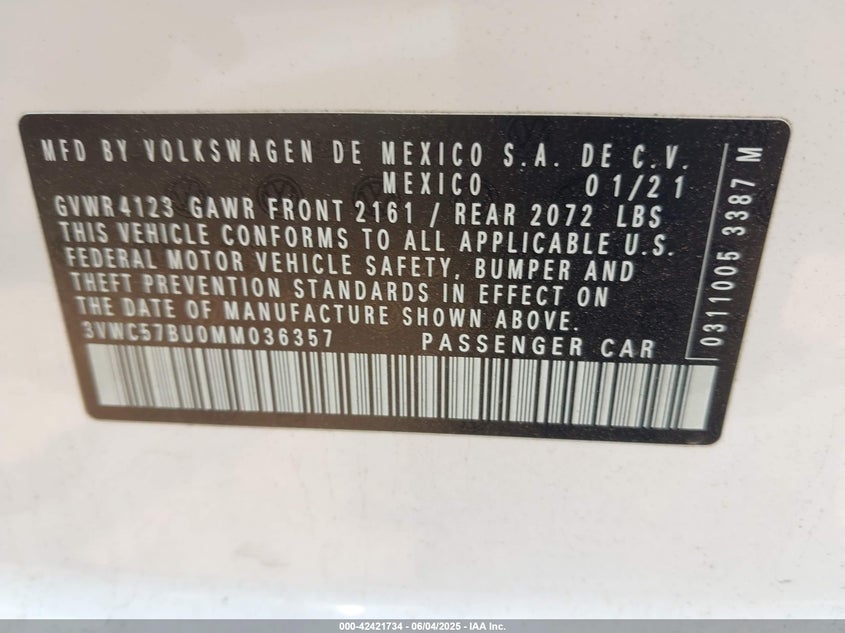 MFD BY VOLKSWAGEN DE MEXICO S.A. DE C.V.
MEXICO 01/21
GVWR 4123 GAWR FRONT 2161 / REAR 2072 LBS
THIS VEHICLE CONFORMS TO ALL APPLICABLE U.S.
FEDERAL MOTOR VEHICLE SAFETY, BUMPER AND
THEFT PREVENTION STANDARDS IN EFFECT ON
THE DATE OF MANUFACTURE SHOWN ABOVE.
3VWC57BU0MM036357 PASSENGER CAR
0311005 3387 M
000-42421734 - 06/04/2025 - IAA Inc.